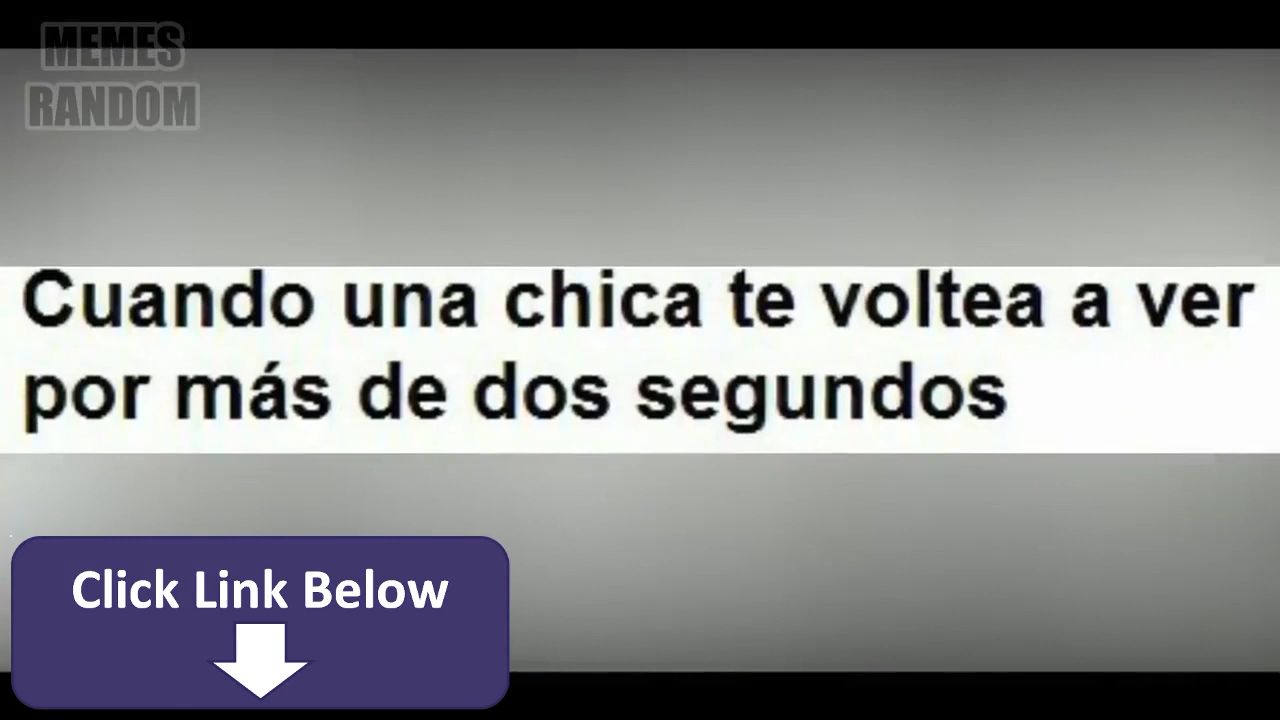 MEMES
RANDOM
Cuando una chica te voltea a ver
por más de dos segundos
Click Link Below